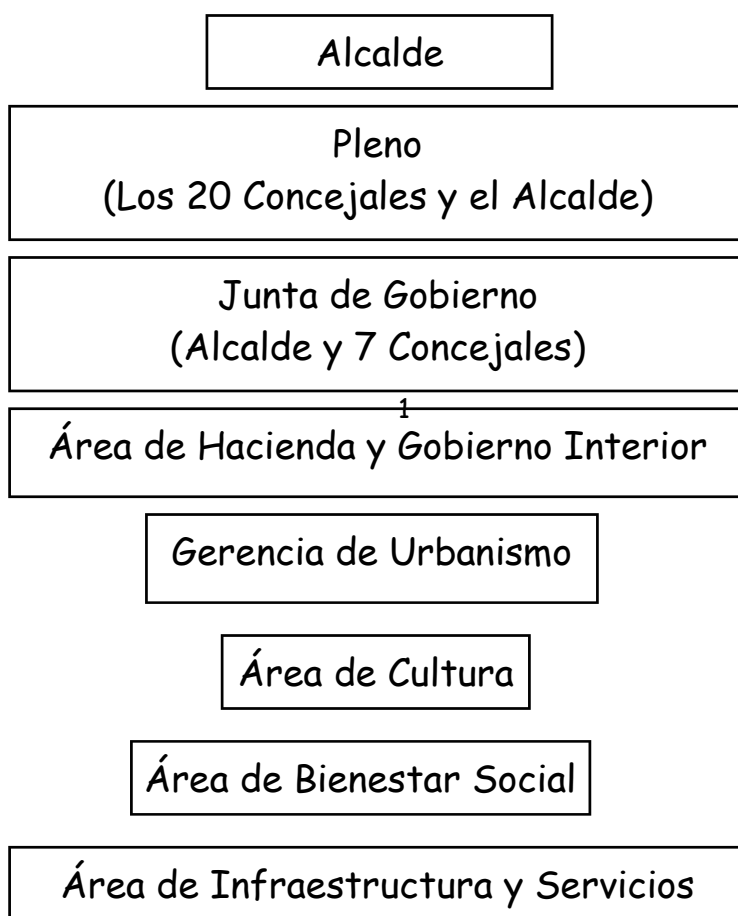 Alcalde
Pleno
(Los 20 Concejales y el Alcalde)
Junta de Gobierno
(Alcalde y 7 Concejales)
1
Área de Hacienda y Gobierno Interior
Gerencia de Urbanismo
Área de Cultura
Área de Bienestar Social
Área de Infraestructura y Servicios